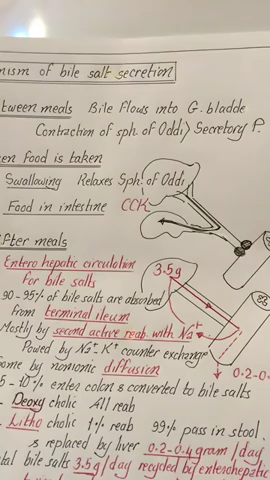 nism of bile salt secretion
tween meals Bile flows into G. bladde
Contraction of sph. of Oddi > Secretory P.
en food is taken
Swallowing Relaxes Sph. of Oddi
Food in intestine CCK
fter meals
Entero hepatic circulation
for bile salts
3.5g
90-95% of bile salts are absorbed
from terminal ileum
Mostly by second active reab. with Na+
Powed by Na+-K+ counter exchange
ome by nonionic diffusion
0.2-0.
5-10% enter colon & converted to bile salts
Deoxy cholic All reab
Litho cholic 1% reab 99% pass in stool
& replaced by liver 0.2-0.4 gram/day
tal bile salts 3.5g/day recycled by enterohepatic